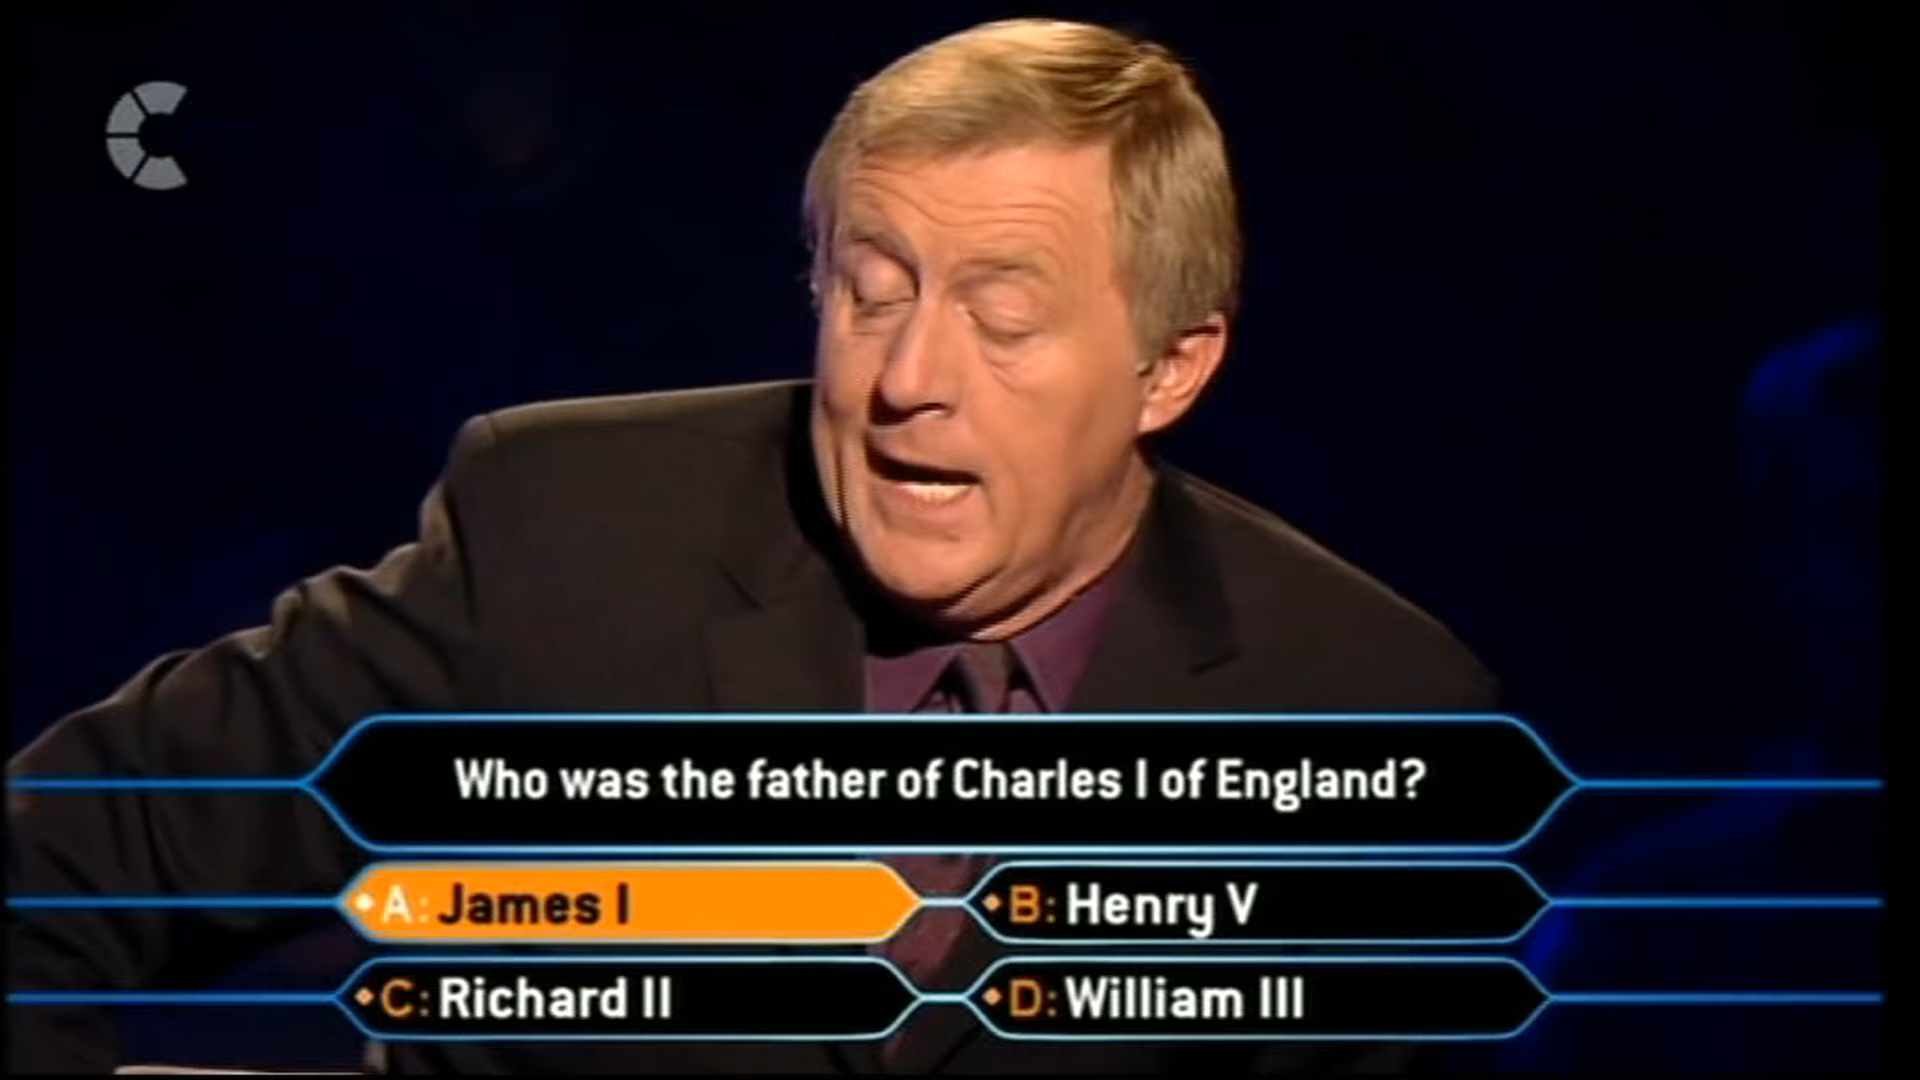 Who was the father of Charles I of England?
A: James I
B: Henry V
C: Richard II
D: William III